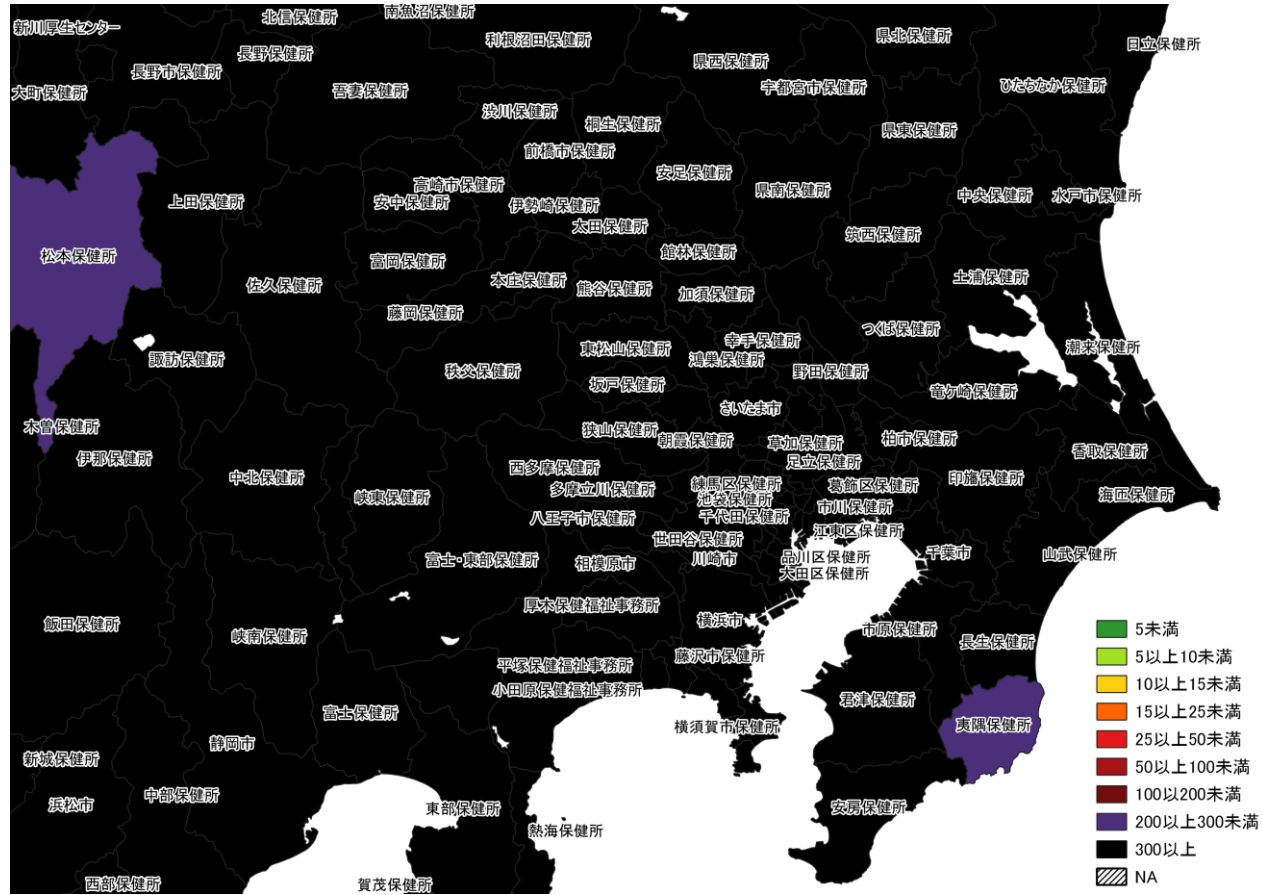 新川厚生センター
北信保健所
南魚沼保健所
利根沼田保健所
県北保健所
日立保健所
長野保健所
長野市保健所
県西保健所
宇都宮市保健所
ひたちなか保健所
大町保健所
吾妻保健所
渋川保健所
桐生保健所
県東保健所
前橋市保健所
安足保健所
高崎市保健所
県南保健所
中央保健所
水戸市保健所
上田保健所
安中保健所
伊勢崎保健所
太田保健所
筑西保健所
松本保健所
館林保健所
富岡保健所
佐久保健所
本庄保健所
熊谷保健所
加須保健所
土浦保健所
藤岡保健所
つくば保健所
幸手保健所
東松山保健所
潮来保健所
諏訪保健所
鴻巣保健所
秩父保健所
野田保健所
坂戸保健所
竜ケ崎保健所
さいたま市
木曽保健所
狭山保健所
朝霞保健所
草加保健所
柏市保健所
香取保健所
伊那保健所
足立保健所
中北保健所
西多摩保健所
印旛保健所
練馬区保健所
葛飾区保健所
峡東保健所
多摩立川保健所
池袋保健所
海匝保健所
市川保健所
八王子市保健所
千代田保健所
江東区保健所
世田谷保健所
富士・東部保健所
相模原市
川崎市
品川区保健所
千葉市
山武保健所
大田区保健所
厚木保健福祉事務所
飯田保健所
峡南保健所
横浜市
市原保健所
長生保健所
藤沢市保健所
平塚保健福祉事務所
小田原保健福祉事務所
君津保健所
富士保健所
横須賀市保健所
夷隅保健所
静岡市
新城保健所
浜松市
中部保健所
東部保健所
安房保健所
熱海保健所
西部保健所
賀茂保健所
5未満
5以上10未満
10以上15未満
15以上25未満
25以上50未満
50以上100未満
100以200未満
200以上300未満
300以上
NA